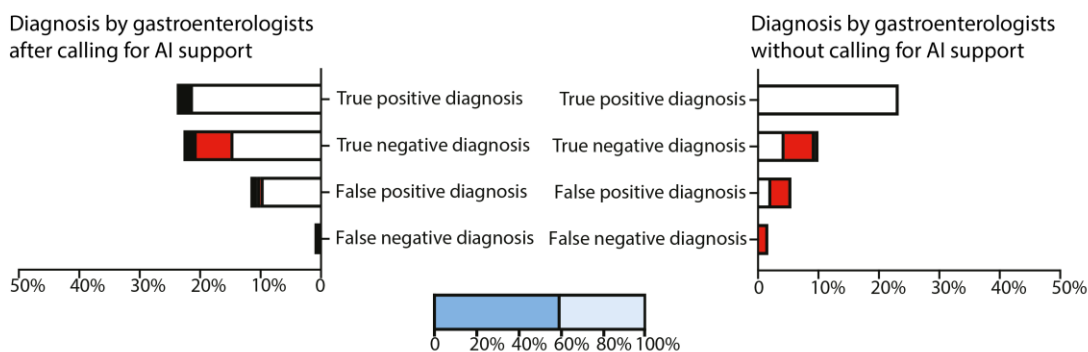 Diagnosis by gastroenterologists
after calling for AI support
True positive diagnosis
True negative diagnosis
False positive diagnosis
False negative diagnosis
50% 40% 30% 20% 10% 0
Diagnosis by gastroenterologists
without calling for AI support
True positive diagnosis
True negative diagnosis
False positive diagnosis
False negative diagnosis
0 10% 20% 30% 40% 50%
0 20% 40% 60% 80% 100%